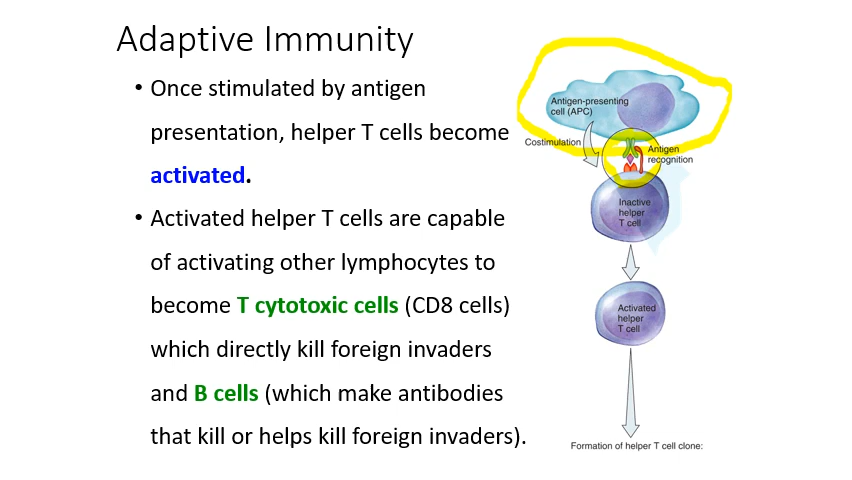 Adaptive Immunity
• Once stimulated by antigen
presentation, helper T cells become
activated.
• Activated helper T cells are capable
of activating other lymphocytes to
become T cytotoxic cells (CD8 cells)
which directly kill foreign invaders
and B cells (which make antibodies
that kill or helps kill foreign invaders).
Antigen-presenting
cell (APC)
Costimulation
Antigen
recognition
Inactive
helper
T cell
Activated
helper
T cell
Formation of helper T cell clone: